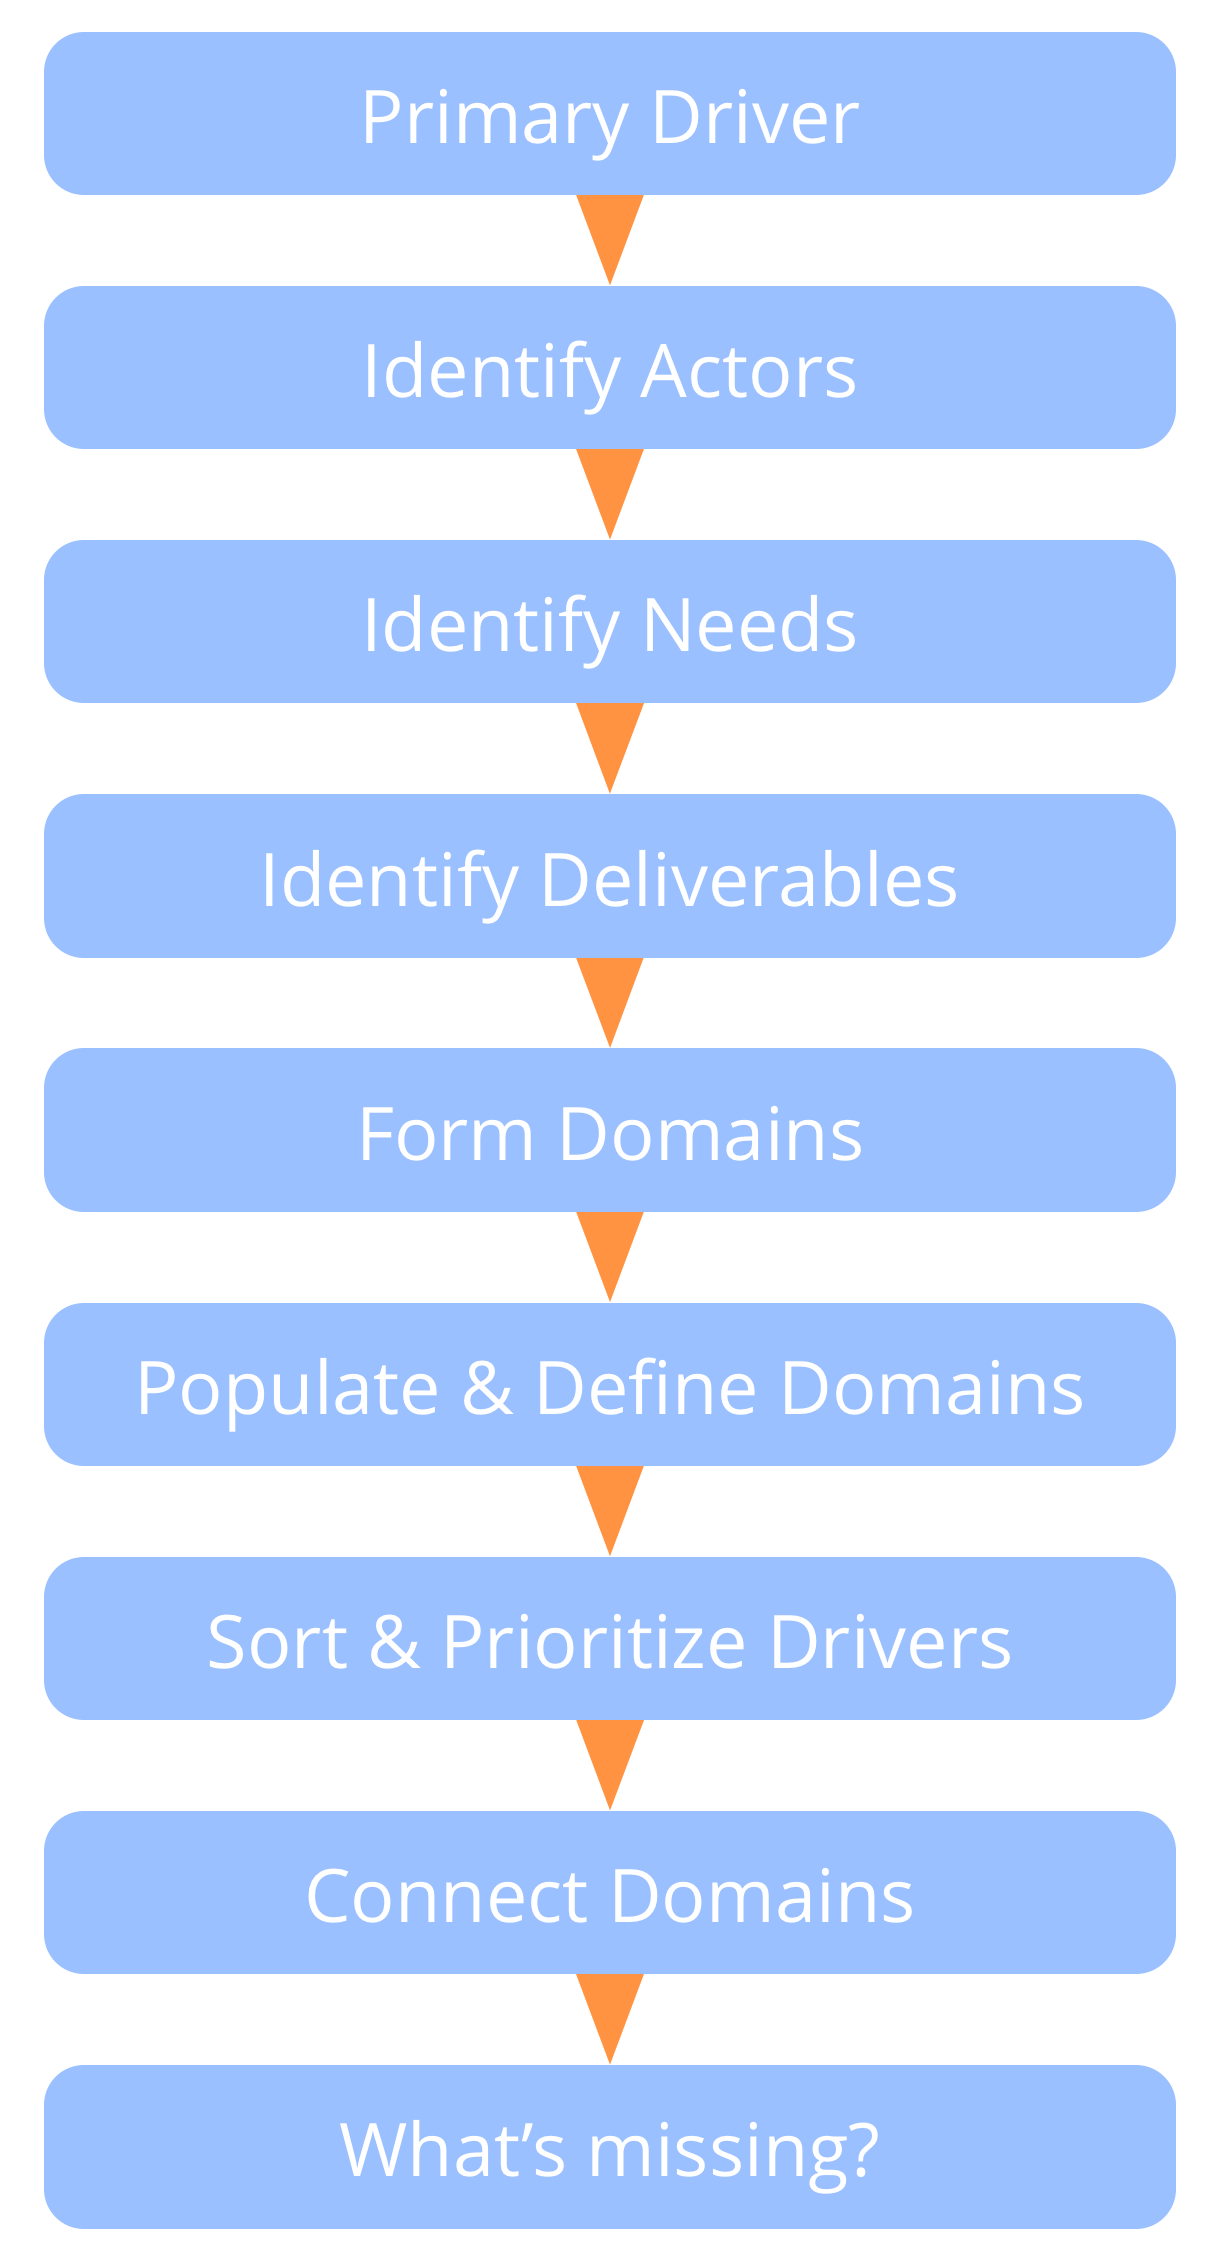 Primary Driver
Identify Actors
Identify Needs
Identify Deliverables
Form Domains
Populate & Define Domains
Sort & Prioritize Drivers
Connect Domains
What’s missing?